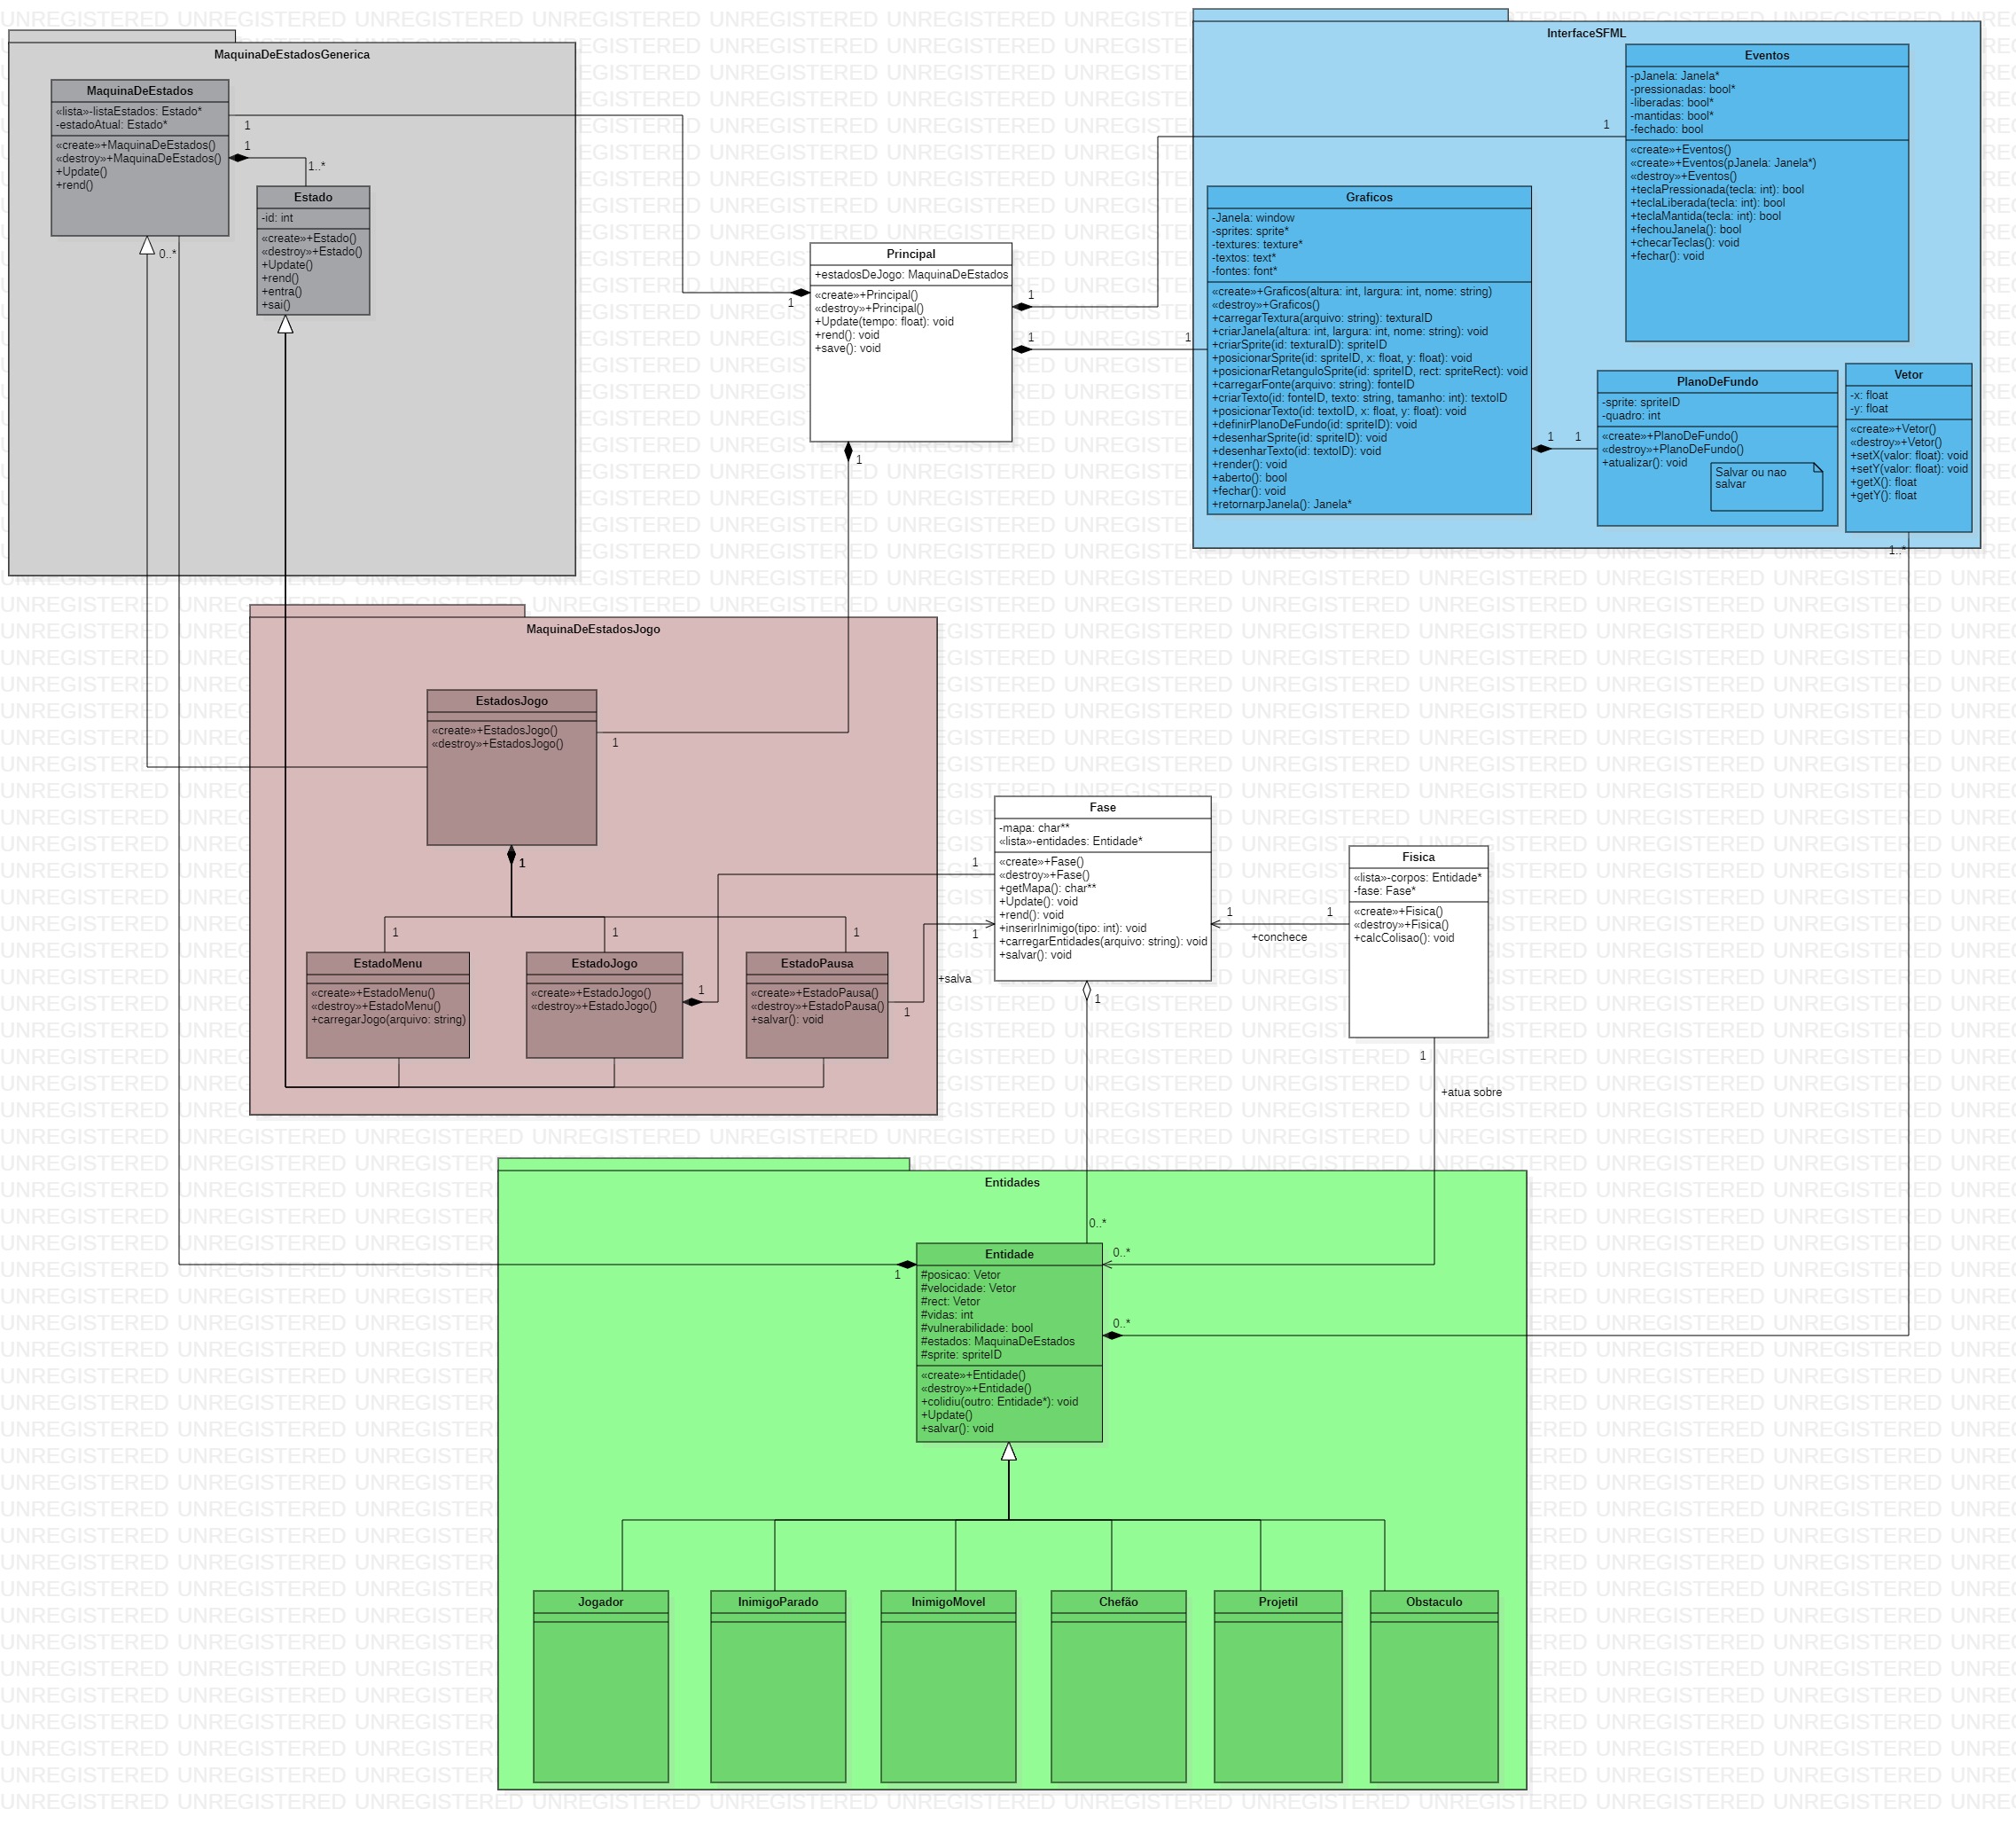 MaquinaDeEstadosGenerica
MaquinaDeEstados
«lista»-listaEstados: Estado*
-estadoAtual: Estado*
«create»+MaquinaDeEstados()
«destroy»+MaquinaDeEstados()
+Update()
+rend()
1
1
1..*
0..*
Estado
-id: int
«create»+Estado()
«destroy»+Estado()
+Update()
+rend()
+entra()
+sai()
Principal
+estadosDeJogo: MaquinaDeEstados
«create»+Principal()
«destroy»+Principal()
+Update(tempo: float): void
+rend(): void
+save(): void
1
1
1
1
InterfaceSFML
Eventos
-pJanela: Janela*
-pressionadas: bool*
-liberadas: bool*
-mantidas: bool*
-fechado: bool
«create»+Eventos()
«create»+Eventos(pJanela: Janela*)
«destroy»+Eventos()
+teclaPressionada(tecla: int): bool
+teclaLiberada(tecla: int): bool
+teclaMantida(tecla: int): bool
+fechouJanela(): bool
+checarTeclas(): void
+fechar(): void
1
1
Graficos
-Janela: window
-sprites: sprite*
-textures: texture*
-textos: text*
-fontes: font*
«create»+Graficos(altura: int, largura: int, nome: string)
«destroy»+Graficos()
+carregarTextura(arquivo: string): texturaID
+criarJanela(altura: int, largura: int, nome: string): void
+criarSprite(id: texturaID): spriteID
+posicionarSprite(id: spriteID, x: float, y: float): void
+posicionarRetanguloSprite(id: spriteID, rect: spriteRect): void
+carregarFonte(arquivo: string): fonteID
+criarTexto(id: fonteID, texto: string, tamanho: int): textoID
+posicionarTexto(id: textoID, x: float, y: float): void
+definirPlanoDeFundo(id: spriteID): void
+desenharSprite(id: spriteID): void
+desenharTexto(id: textoID): void
+render(): void
+aberto(): bool
+fechar(): void
+retornarpJanela(): Janela*
1
1
PlanoDeFundo
-sprite: spriteID
-quadro: int
«create»+PlanoDeFundo()
«destroy»+PlanoDeFundo()
+atualizar(): void
Salvar ou nao
salvar
Vetor
-x: float
-y: float
«create»+Vetor()
«destroy»+Vetor()
+setX(valor: float): void
+setY(valor: float): void
+getX(): float
+getY(): float
1..*
MaquinaDeEstadosJogo
EstadosJogo
«create»+EstadosJogo()
«destroy»+EstadosJogo()
1
1
1
1
1
EstadoMenu
«create»+EstadoMenu()
«destroy»+EstadoMenu()
+carregarJogo(arquivo: string)
EstadoJogo
«create»+EstadoJogo()
«destroy»+EstadoJogo()
1
EstadoPausa
«create»+EstadoPausa()
«destroy»+EstadoPausa()
+salvar(): void
1
+salva
1
1
Fase
-mapa: char**
«lista»-entidades: Entidade*
«create»+Fase()
«destroy»+Fase()
+getMapa(): char**
+Update(): void
+rend(): void
+inserirInimigo(tipo: int): void
+carregarEntidades(arquivo: string): void
+salvar(): void
1
1
+conchece
1
Fisica
«lista»-corpos: Entidade*
-fase: Fase*
«create»+Fisica()
«destroy»+Fisica()
+calcColisao(): void
1
+atua sobre
Entidades
0..*
0..*
0..*
1
Entidade
#posicao: Vetor
#velocidade: Vetor
#rect: Vetor
#vidas: int
#vulnerabilidade: bool
#estados: MaquinaDeEstados
#sprite: spriteID
«create»+Entidade()
«destroy»+Entidade()
+colidiu(outro: Entidade*): void
+Update()
+salvar(): void
Jogador
InimigoParado
InimigoMovel
Chefão
Projetil
Obstaculo
UNREGISTERED